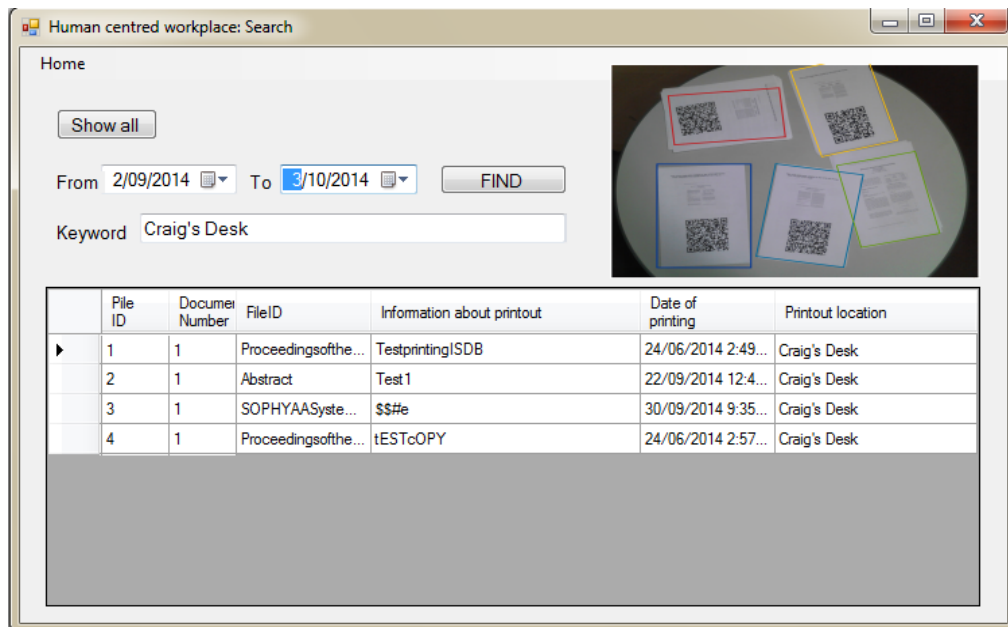 Human centred workplace: Search
Home
Show all
From 2/09/2014 To 3/10/2014 FIND
Keyword Craig's Desk
Pile ID Documen Number FileID Information about printout Date of printing Printout location
1 1 Proceedingsofthe... TestprintingISDB 24/06/2014 2:49... Craig's Desk
2 1 Abstract Test1 22/09/2014 12:4... Craig's Desk
3 1 SOPHYAASyste... $$#e 30/09/2014 9:35... Craig's Desk
4 1 Proceedingsofthe... tESTcOPY 24/06/2014 2:57... Craig's Desk